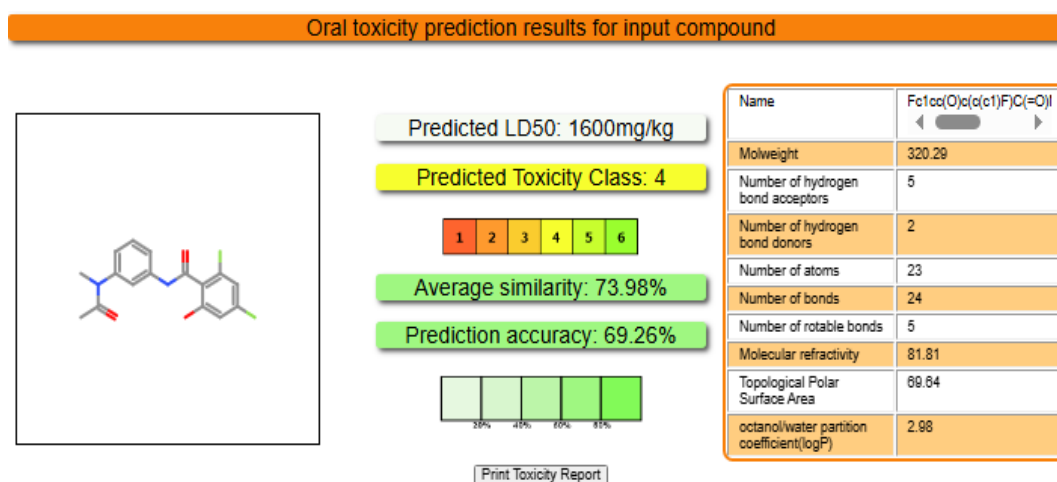 Oral toxicity prediction results for input compound
Predicted LD50: 1600mg/kg
Predicted Toxicity Class: 4
1 2 3 4 5 6
Average similarity: 73.98%
Prediction accuracy: 69.26%
20% 40% 60% 80%
Print Toxicity Report
Name Fc1cc(O)c(c(c1)F)C(=O)I
Molweight 320.29
Number of hydrogen
bond acceptors 5
Number of hydrogen
bond donors 2
Number of atoms 23
Number of bonds 24
Number of rotable bonds 5
Molecular refractivity 81.81
Topological Polar
Surface Area 69.64
octanol/water partition
coefficient(logP) 2.98